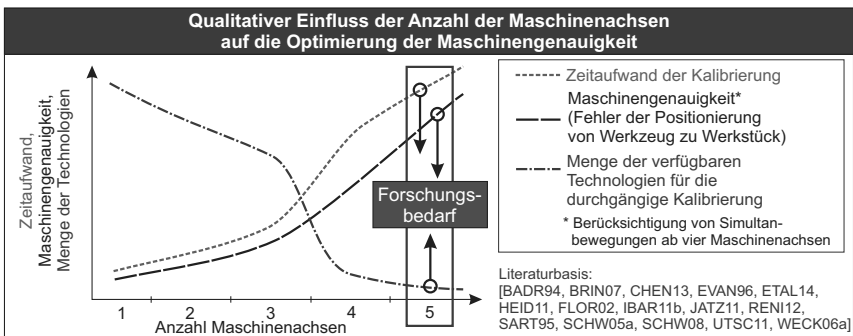 Qualitativer Einfluss der Anzahl der Maschinenachsen
auf die Optimierung der Maschinengenauigkeit
Zeitaufwand,
Maschinengenauigkeit,
Menge der Technologien
1 2 3 4 5
Anzahl Maschinenachsen
Forschungs-
bedarf
Zeitaufwand der Kalibrierung
Maschinengenauigkeit*
(Fehler der Positionierung
von Werkzeug zu Werkstück)
Menge der verfügbaren
Technologien für die
durchgängige Kalibrierung
* Berücksichtigung von Simultan-
bewegungen ab vier Maschinenachsen
Literaturbasis:
[BADR94, BRIN07, CHEN13, EVAN96, ETAL14,
HEID11, FLOR02, IBAR11b, JATZ11, RENI12,
SART95, SCHW05a, SCHW08, UTSC11, WECK06a]